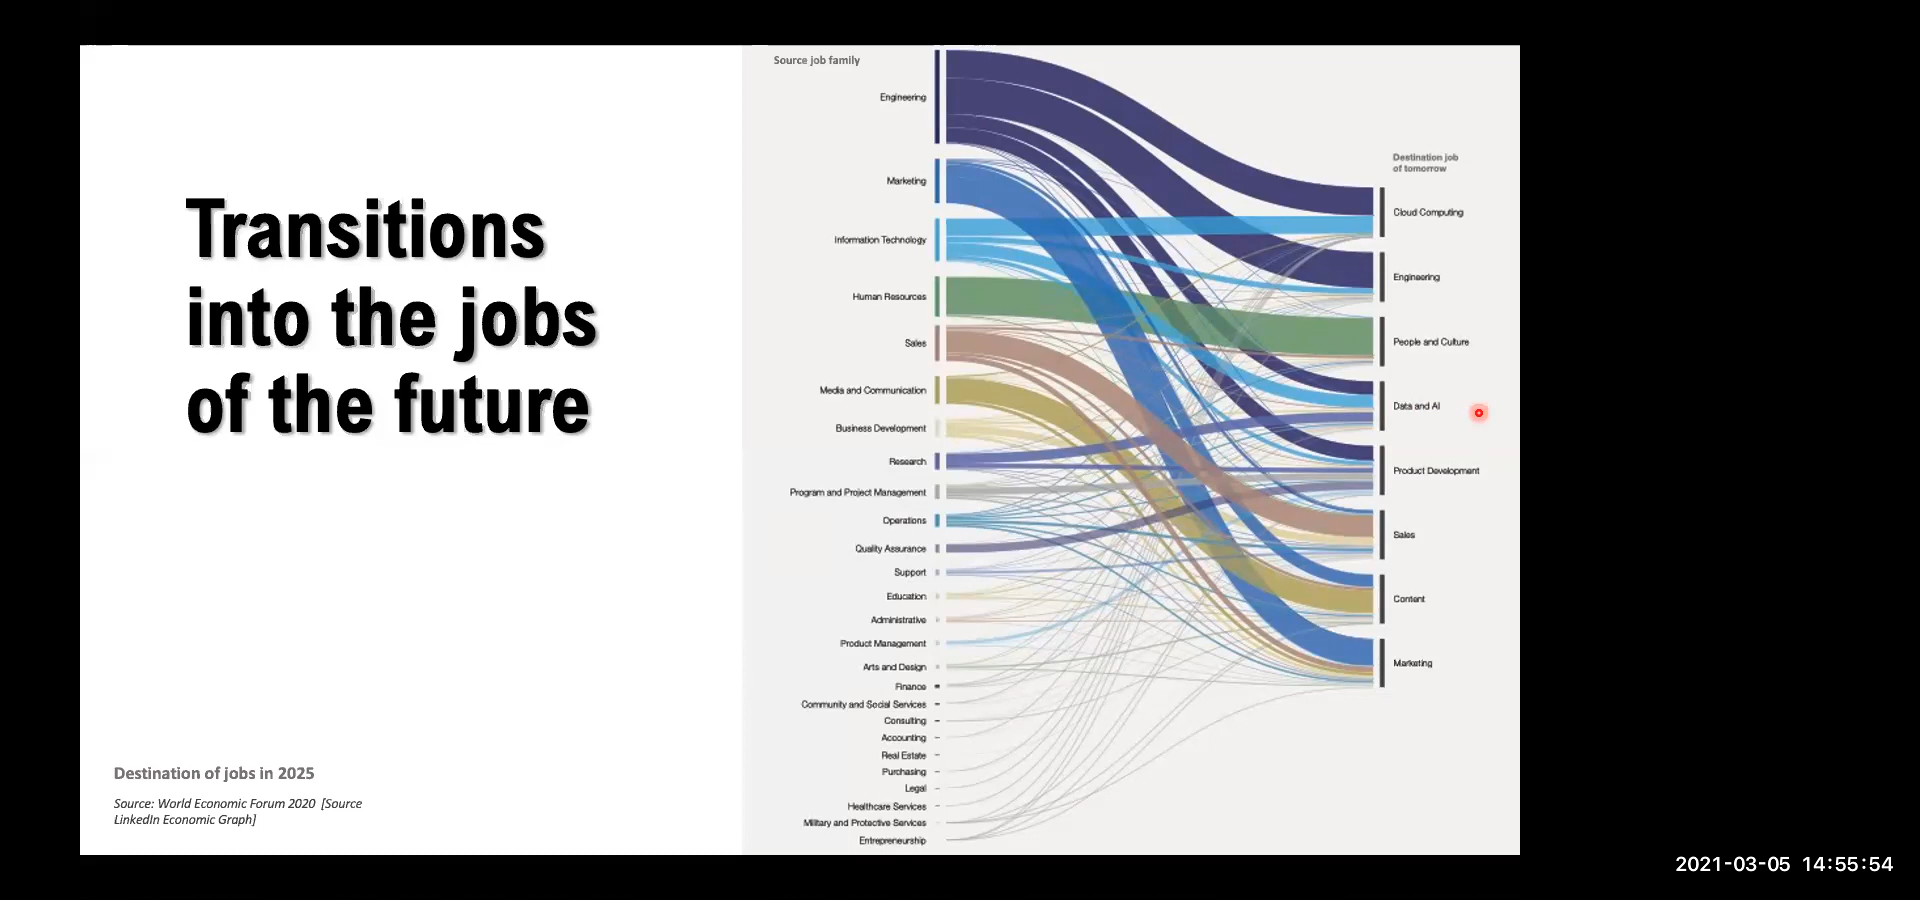 Transitions
into the jobs
of the future
Destination of jobs in 2025
Source: World Economic Forum 2020 [Source
LinkedIn Economic Graph]
Source job family
Engineering
Marketing
Information Technology
Human Resources
Sales
Media and Communication
Business Development
Research
Program and Project Management
Operations
Quality Assurance
Support
Education
Administrative
Product Management
Arts and Design
Finance
Community and Social Services
Consulting
Accounting
Real Estate
Purchasing
Legal
Healthcare Services
Military and Protective Services
Entrepreneurship
Destination job
of tomorrow
Cloud Computing
Engineering
People and Culture
Data and AI
Product Development
Sales
Content
Marketing
2021-03-05 14:55:54